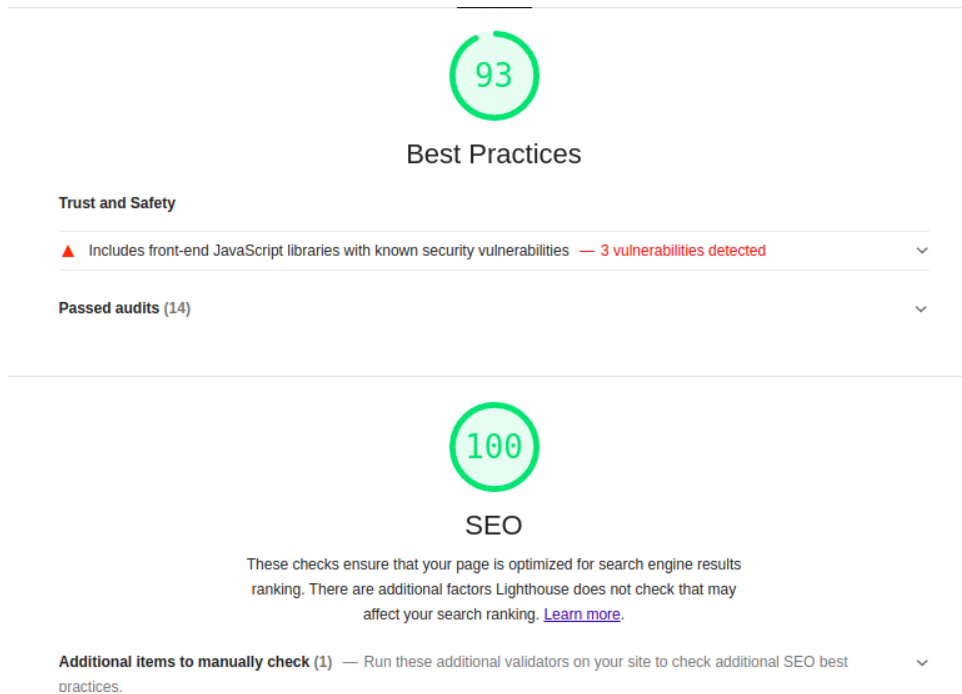 93
Best Practices
Trust and Safety
Includes front-end JavaScript libraries with known security vulnerabilities — 3 vulnerabilities detected
Passed audits (14)
100
SEO
These checks ensure that your page is optimized for search engine results
ranking. There are additional factors Lighthouse does not check that may
affect your search ranking. Learn more.
Additional items to manually check (1) — Run these additional validators on your site to check additional SEO best
practices.